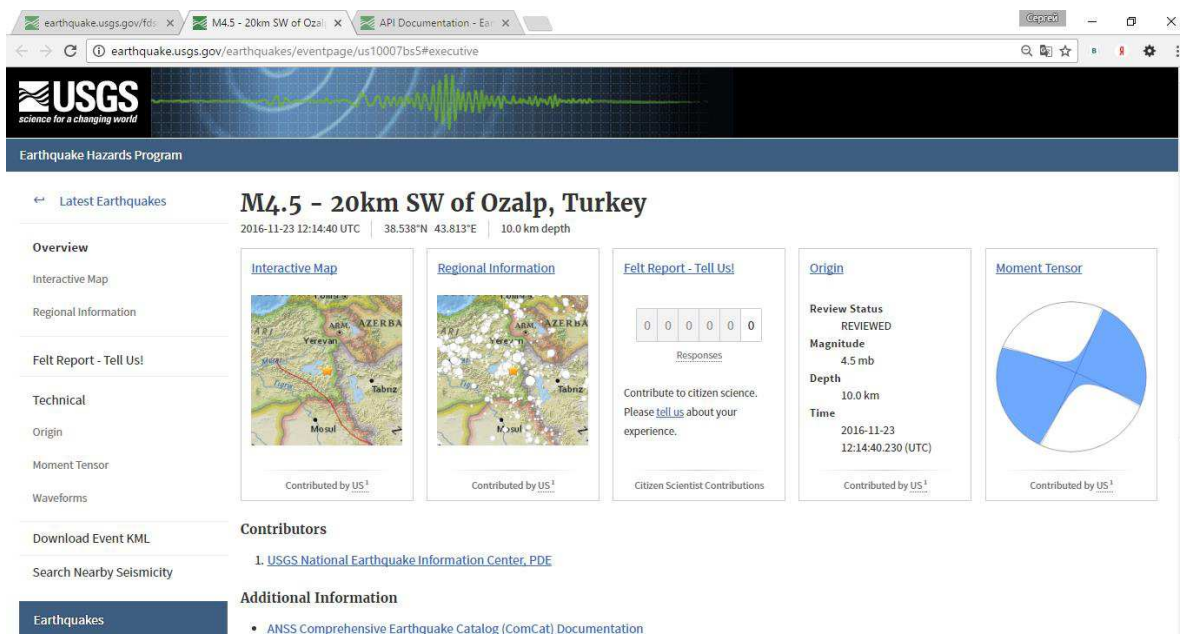 earthquake.usgs.gov/fds
M4.5 - 20km SW of Ozal
API Documentation - Ear
Сергей
earthquake.usgs.gov/earthquakes/eventpage/us10007bs5#executive
USGS
science for a changing world
Earthquake Hazards Program
Latest Earthquakes
Overview
Interactive Map
Regional Information
Felt Report - Tell Us!
Technical
Origin
Moment Tensor
Waveforms
Download Event KML
Search Nearby Seismicity
Earthquakes
M4.5 - 20km SW of Ozalp, Turkey
2016-11-23 12:14:40 UTC 38.538°N 43.813°E 10.0 km depth
Interactive Map
ARM. AZERBA
Yerevan
Tabriz
Mosul
Contributed by US1
Regional Information
ARM. AZERBA
Tabriz
Contributed by US1
Felt Report - Tell Us!
0 0 0 0 0 0
Responses
Contribute to citizen science.
Please tell us about your
experience.
Citizen Scientist Contributions
Origin
Review Status
REVIEWED
Magnitude
4.5 mb
Depth
10.0 km
Time
2016-11-23
12:14:40.230 (UTC)
Contributed by US1
Moment Tensor
Contributed by US1
Contributors
1. USGS National Earthquake Information Center, PDE
Additional Information
• ANSS Comprehensive Earthquake Catalog (ComCat) Documentation